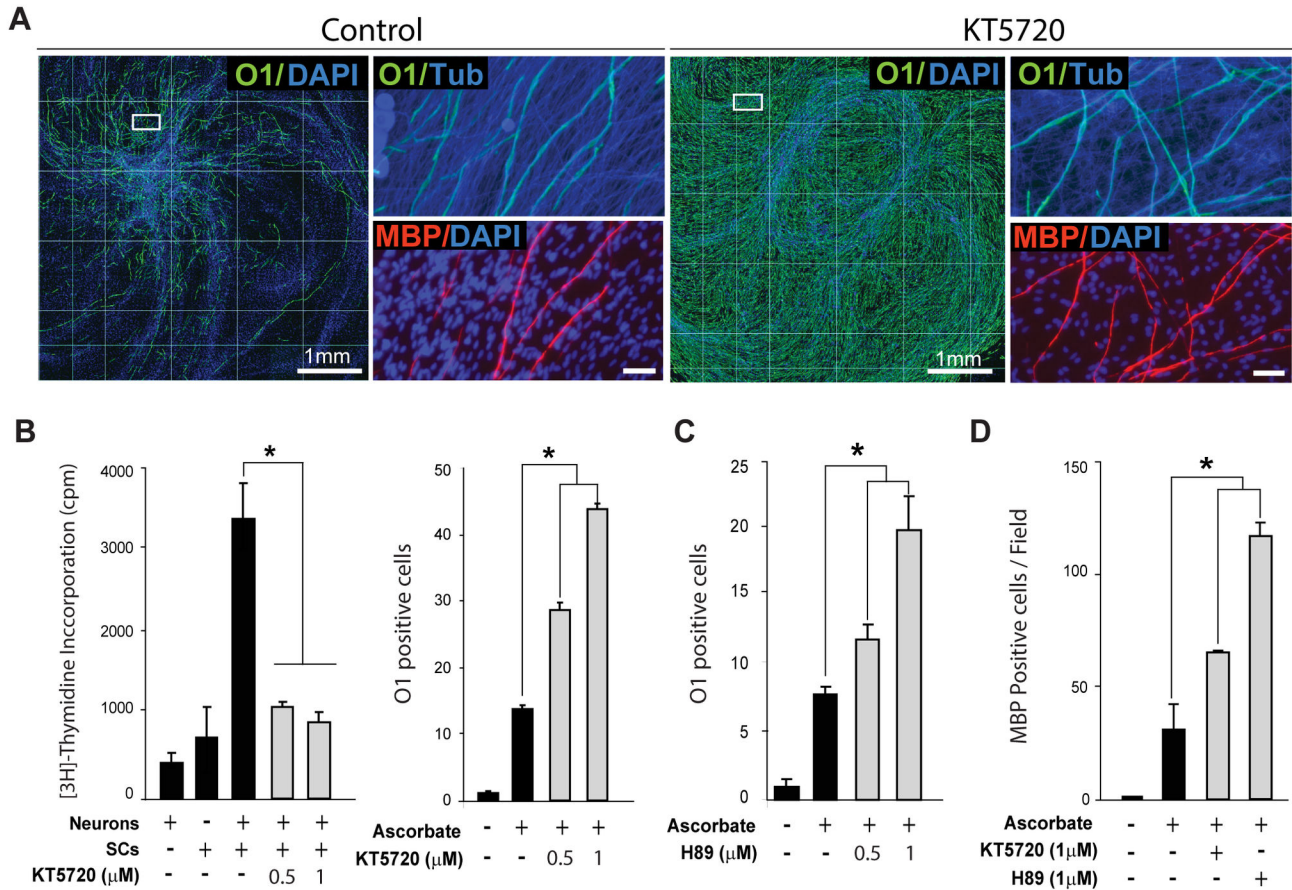 A
Control
KT5720
O1/DAPI
O1/Tub
MBP/DAPI
1mm
O1/DAPI
O1/Tub
MBP/DAPI
1mm
B
[3H]-Thymidine Inccorporation (cpm)
4000
3000
2000
1000
0
*
Neurons + - + + +
SCs - + + + +
KT5720 (μM) - - - 0.5 1
O1 positive cells
50
40
30
20
10
0
*
Ascorbate - + + +
KT5720 (μM) - - 0.5 1
C
O1 positive cells
25
20
15
10
5
0
*
Ascorbate - + + +
H89 (μM) - - 0.5 1
D
MBP Positive cells / Field
150
100
50
0
*
Ascorbate - + + +
KT5720 (1μM) - - + -
H89 (1μM) - - - +